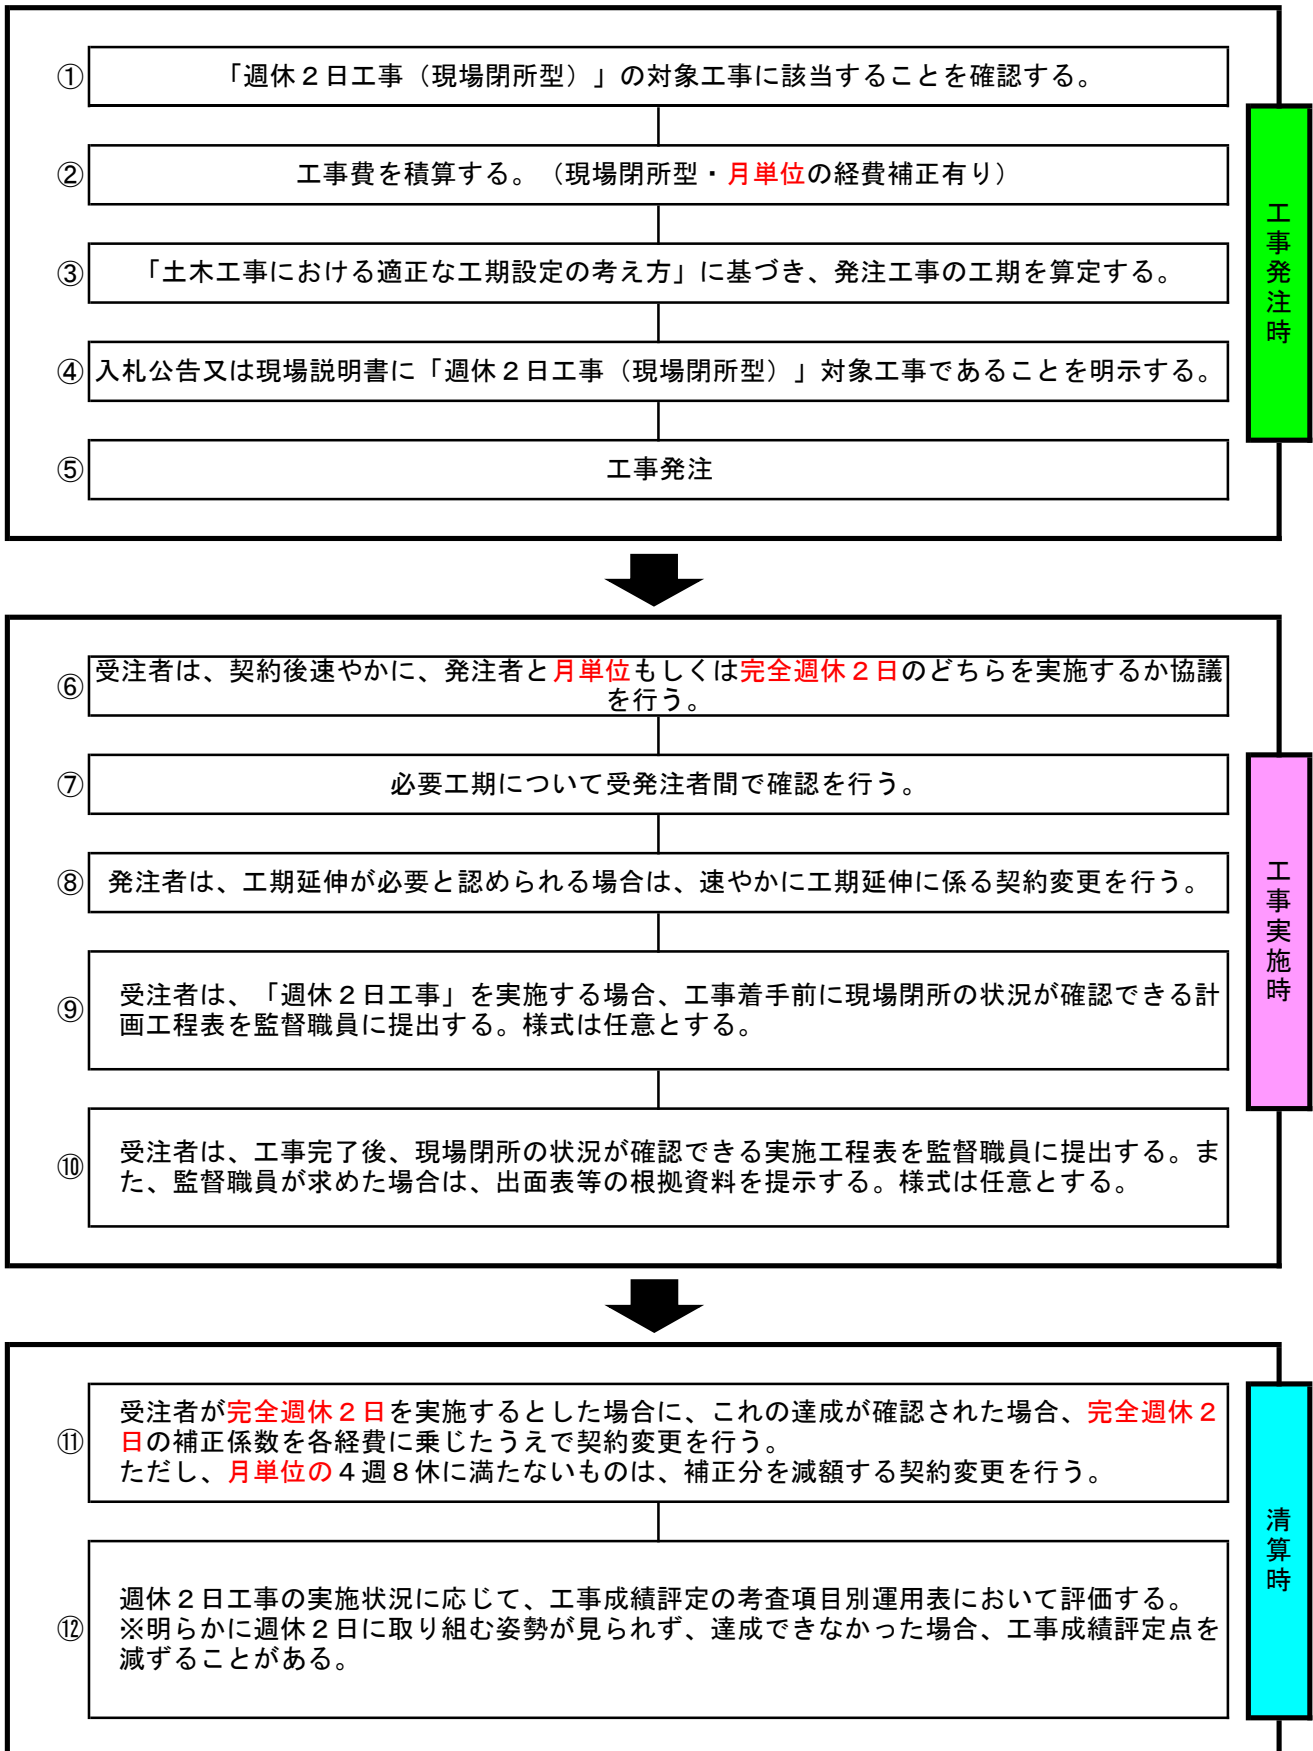 ① 「週休２日工事（現場閉所型）」の対象工事に該当することを確認する。
② 工事費を積算する。（現場閉所型・月単位の経費補正有り）
③ 「土木工事における適正な工期設定の考え方」に基づき、発注工事の工期を算定する。
④ 入札公告又は現場説明書に「週休２日工事（現場閉所型）」対象工事であることを明示する。
⑤ 工事発注
工事発注時
⑥ 受注者は、契約後速やかに、発注者と月単位もしくは完全週休２日のどちらを実施するか協議
を行う。
⑦ 必要工期について受発注者間で確認を行う。
⑧ 発注者は、工期延伸が必要と認められる場合は、速やかに工期延伸に係る契約変更を行う。
⑨ 受注者は、「週休２日工事」を実施する場合、工事着手前に現場閉所の状況が確認できる計
画工程表を監督職員に提出する。様式は任意とする。
⑩ 受注者は、工事完了後、現場閉所の状況が確認できる実施工程表を監督職員に提出する。ま
た、監督職員が求めた場合は、出面表等の根拠資料を提示する。様式は任意とする。
工事実施時
⑪ 受注者が完全週休２日を実施するとした場合に、これの達成が確認された場合、完全週休２
日の補正係数を各経費に乗じたうえで契約変更を行う。
ただし、月単位の４週８休に満たないものは、補正分を減額する契約変更を行う。
⑫ 週休２日工事の実施状況に応じて、工事成績評定の考査項目別運用表において評価する。
※明らかに週休２日に取り組む姿勢が見られず、達成できなかった場合、工事成績評定点を
減ずることがある。
清算時